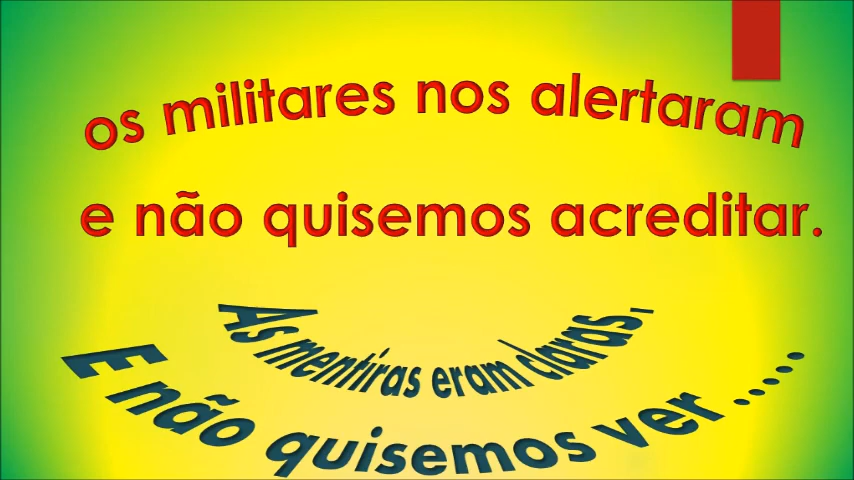 os militares nos alertaram
e não quisemos acreditar.
As mentiras eram claras,
E não quisemos ver .....